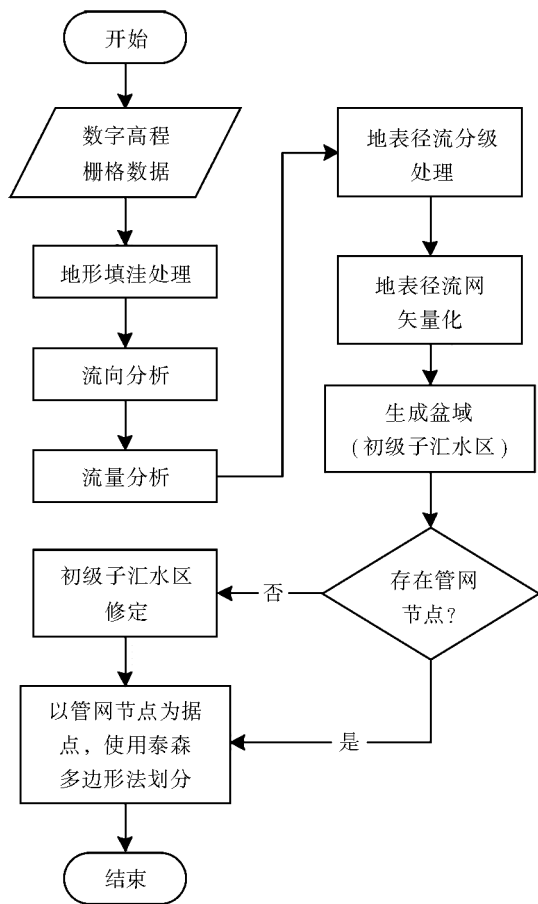 开始
数字高程
栅格数据
地形填洼处理
流向分析
流量分析
地表径流分级
处理
地表径流网
矢量化
生成盆域
(初级子汇水区)
存在管网
节点?
否
初级子汇水区
修定
是
以管网节点为据
点，使用泰森
多边形法划分
结束